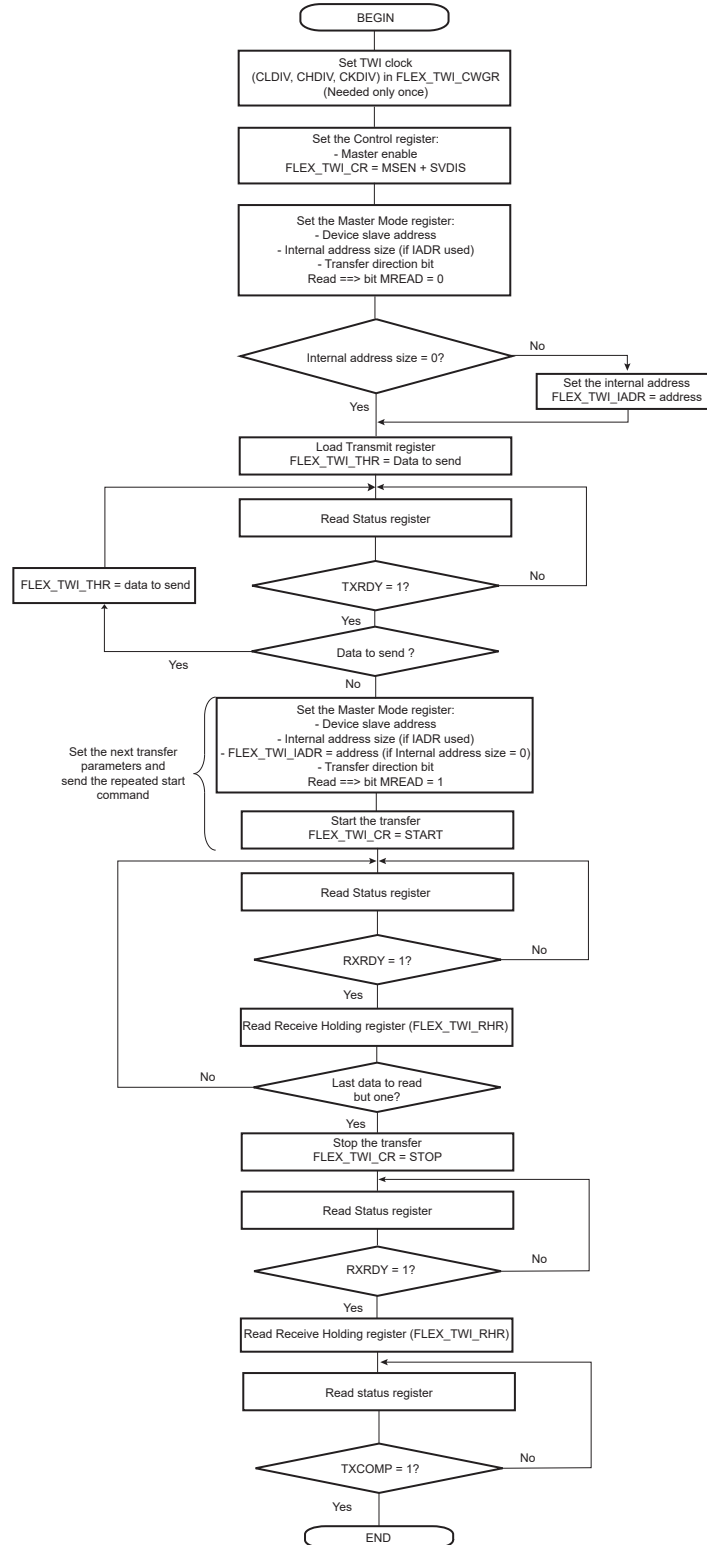 BEGIN
Set TWI clock
(CLDIV, CHDIV, CKDIV) in FLEX_TWI_CWGR
(Needed only once)
Set the Control register:
- Master enable
FLEX_TWI_CR = MSEN + SVDIS
Set the Master Mode register:
- Device slave address
- Internal address size (if IADR used)
- Transfer direction bit
Read ==> bit MREAD = 0
Internal address size = 0?
No
Set the internal address
FLEX_TWI_IADR = address
Yes
Load Transmit register
FLEX_TWI_THR = Data to send
Read Status register
FLEX_TWI_THR = data to send
TXRDY = 1?
No
Yes
Data to send ?
Yes
No
Set the next transfer
parameters and
send the repeated start
command
Set the Master Mode register:
- Device slave address
- Internal address size (if IADR used)
- FLEX_TWI_IADR = address (if Internal address size = 0)
- Transfer direction bit
Read ==> bit MREAD = 1
Start the transfer
FLEX_TWI_CR = START
Read Status register
RXRDY = 1?
No
Yes
Read Receive Holding register (FLEX_TWI_RHR)
No
Last data to read
but one?
Yes
Stop the transfer
FLEX_TWI_CR = STOP
Read Status register
RXRDY = 1?
No
Yes
Read Receive Holding register (FLEX_TWI_RHR)
Read status register
TXCOMP = 1?
No
Yes
END